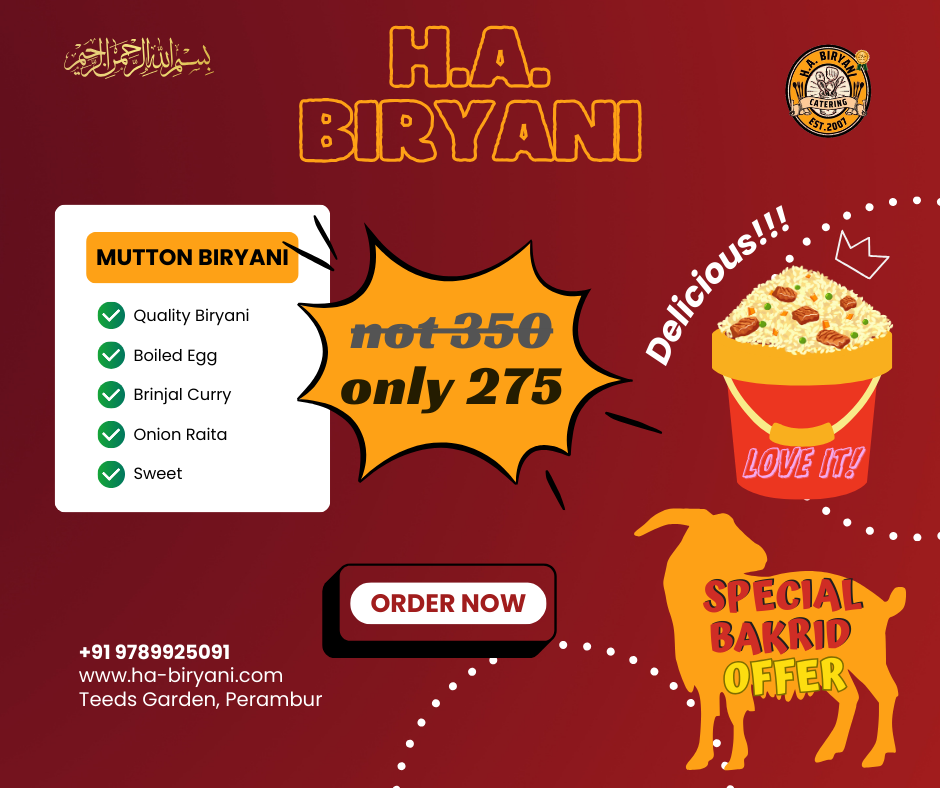 بسم الله الرحمن الرحيم
H.A.
BIRYANI
H.A. BIRYANI
CATERING
EST.2007
MUTTON BIRYANI
Quality Biryani
Boiled Egg
Brinjal Curry
Onion Raita
Sweet
not 350
only 275
Delicious!!!
LOVE IT!
ORDER NOW
SPECIAL
BAKRID
OFFER
+91 9789925091
www.ha-biryani.com
Teeds Garden, Perambur